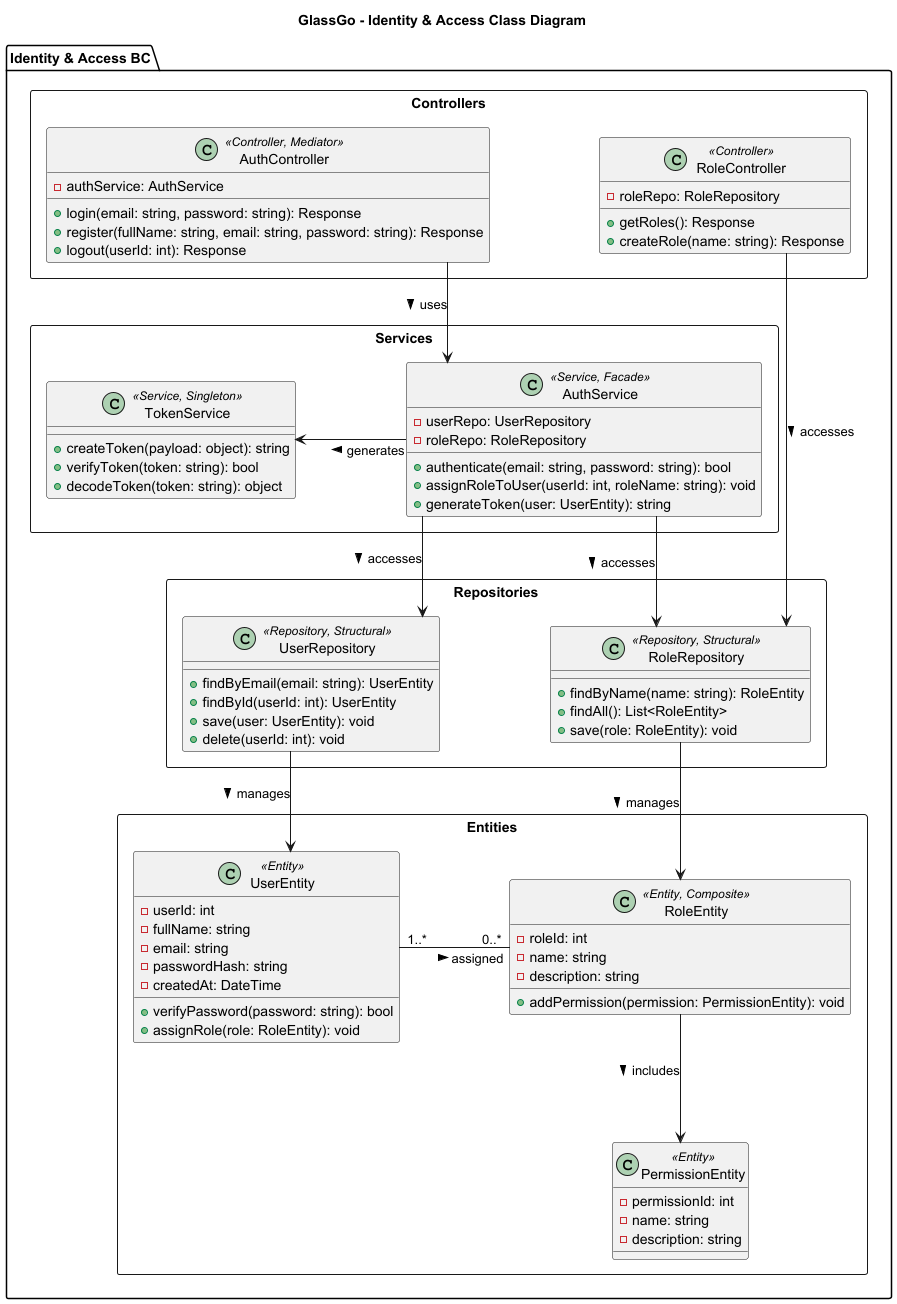 GlassGo - Identity & Access Class Diagram
Identity & Access BC
Controllers
C
«Controller, Mediator»
AuthController
authService: AuthService
login(email: string, password: string): Response
register(fullName: string, email: string, password: string): Response
logout(userId: int): Response
C
«Controller»
RoleController
roleRepo: RoleRepository
getRoles(): Response
createRole(name: string): Response
uses
Services
C
«Service, Singleton»
TokenService
createToken(payload: object): string
verifyToken(token: string): bool
decodeToken(token: string): object
generates
C
«Service, Facade»
AuthService
userRepo: UserRepository
roleRepo: RoleRepository
authenticate(email: string, password: string): bool
assignRoleToUser(userId: int, roleName: string): void
generateToken(user: UserEntity): string
accesses
accesses
accesses
Repositories
C
«Repository, Structural»
UserRepository
findByEmail(email: string): UserEntity
findById(userId: int): UserEntity
save(user: UserEntity): void
delete(userId: int): void
C
«Repository, Structural»
RoleRepository
findByName(name: string): RoleEntity
findAll(): List<RoleEntity>
save(role: RoleEntity): void
manages
manages
Entities
C
«Entity»
UserEntity
userId: int
fullName: string
email: string
passwordHash: string
createdAt: DateTime
verifyPassword(password: string): bool
assignRole(role: RoleEntity): void
1..*
0..*
assigned
C
«Entity, Composite»
RoleEntity
roleId: int
name: string
description: string
addPermission(permission: PermissionEntity): void
includes
C
«Entity»
PermissionEntity
permissionId: int
name: string
description: string